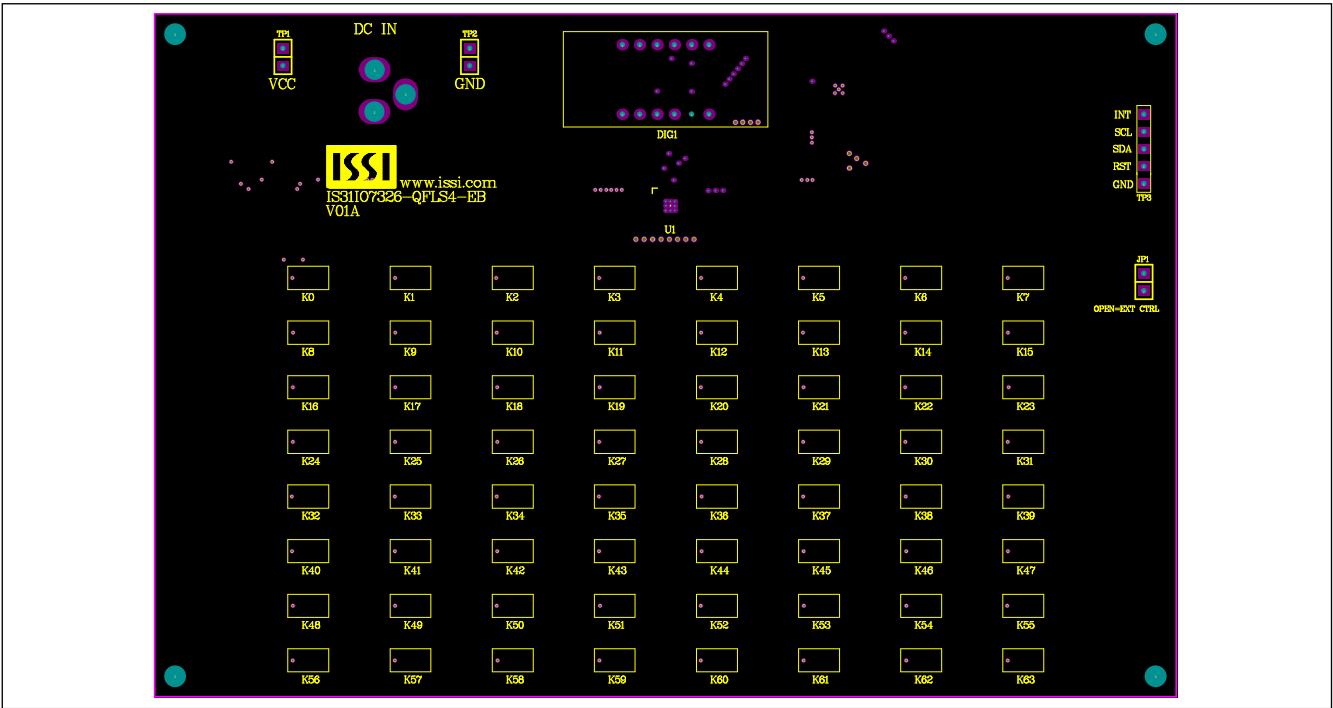 TP1
DC IN
TP2
VCC
GND
DIG1
INT
SCL
SDA
RST
GND
TP3
ISSI
www.issi.com
IS31IO7326-QFLS4-EB
V01A
U1
JP1
OPEN=EXT CTRL
K0 K1 K2 K3 K4 K5 K6 K7
K8 K9 K10 K11 K12 K13 K14 K15
K16 K17 K18 K19 K20 K21 K22 K23
K24 K25 K26 K27 K28 K29 K30 K31
K32 K33 K34 K35 K36 K37 K38 K39
K40 K41 K42 K43 K44 K45 K46 K47
K48 K49 K50 K51 K52 K53 K54 K55
K56 K57 K58 K59 K60 K61 K62 K63